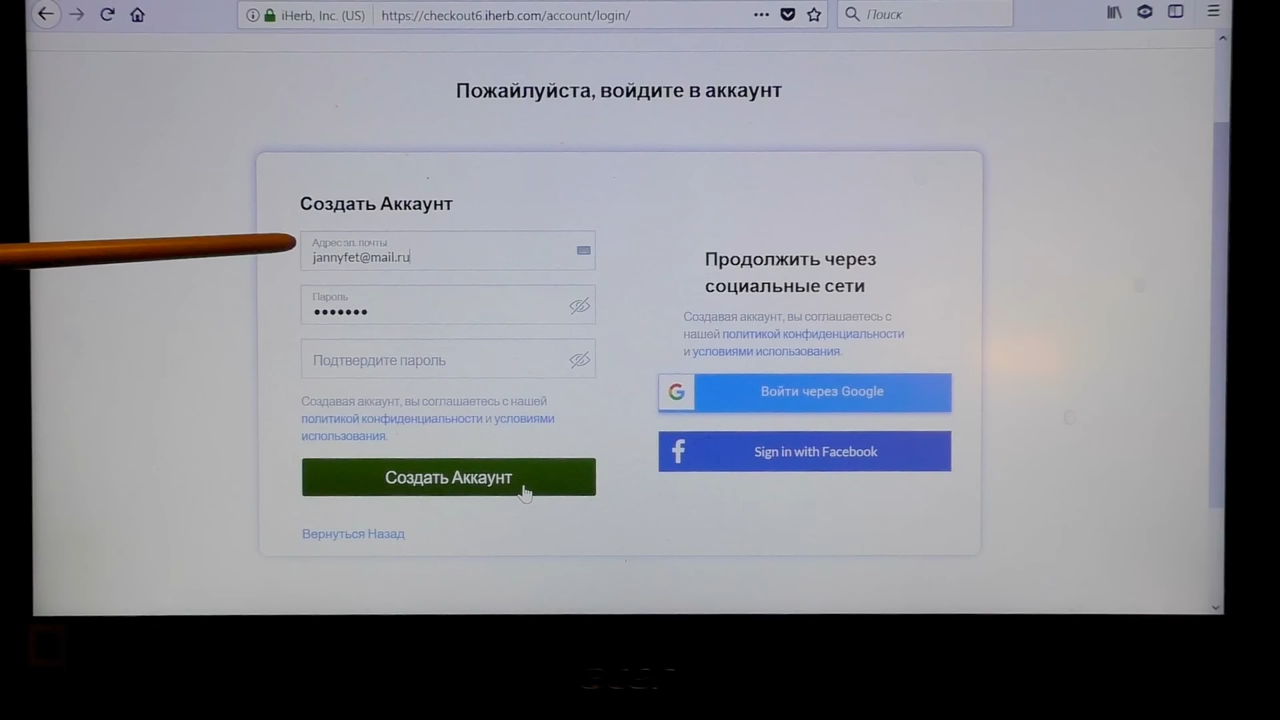 iHerb, Inc. (US)
https://checkout6.iherb.com/account/login/
Поиск
Пожайлуйста, войдите в аккаунт
Создать Аккаунт
Адрес эл. почты
jannyfet@mail.ru
Пароль
Подтвердите пароль
Создавая аккаунт, вы соглашаетесь с нашей
политикой конфиденциальности и условиями
использования.
Создать Аккаунт
Вернуться Назад
Продолжить через
социальные сети
Создавая аккаунт, вы соглашаетесь с
нашей политикой конфиденциальности
и условиями использования.
G
Войти через Google
f
Sign in with Facebook
acer